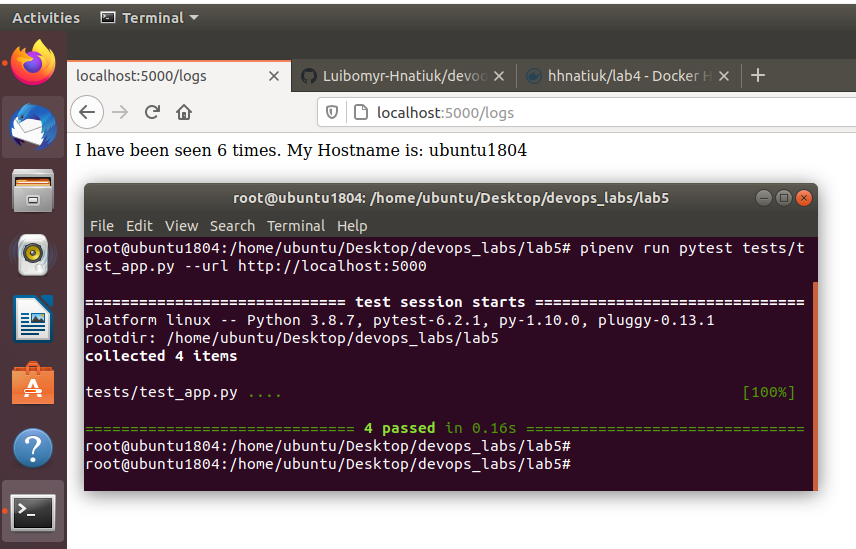 Activities Terminal
localhost:5000/logs
Luibomyr-Hnatiuk/devo
hhnatiuk/lab4 - Docker H
localhost:5000/logs
I have been seen 6 times. My Hostname is: ubuntu1804
root@ubuntu1804: /home/ubuntu/Desktop/devops_labs/lab5
File Edit View Search Terminal Help
root@ubuntu1804:/home/ubuntu/Desktop/devops_labs/lab5# pipenv run pytest tests/t
est_app.py --url http://localhost:5000
============================= test session starts ==============================
platform linux -- Python 3.8.7, pytest-6.2.1, py-1.10.0, pluggy-0.13.1
rootdir: /home/ubuntu/Desktop/devops_labs/lab5
collected 4 items
tests/test_app.py .... [100%]
============================== 4 passed in 0.16s ===============================
root@ubuntu1804:/home/ubuntu/Desktop/devops_labs/lab5#
root@ubuntu1804:/home/ubuntu/Desktop/devops_labs/lab5#